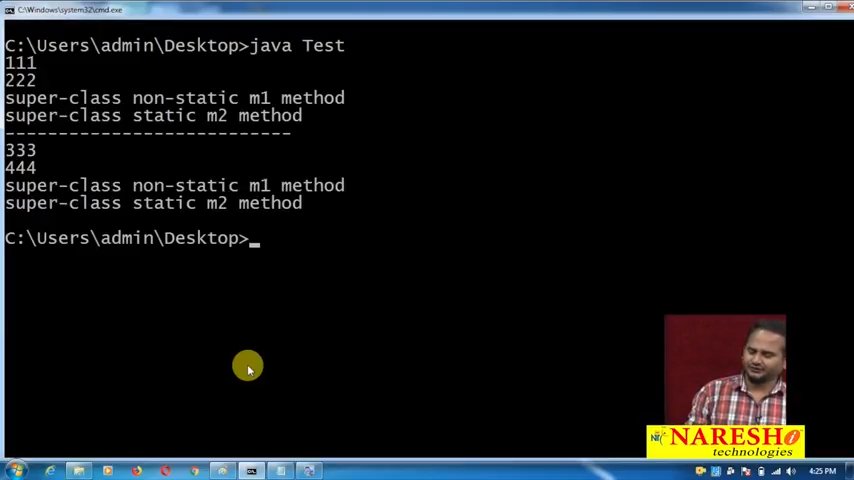 C:\Windows\system32\cmd.exe
C:\Users\admin\Desktop>java Test
111
222
super-class non-static m1 method
super-class static m2 method
---------------------------
333
444
super-class non-static m1 method
super-class static m2 method
C:\Users\admin\Desktop>_
NARESH i
technologies
4:25 PM